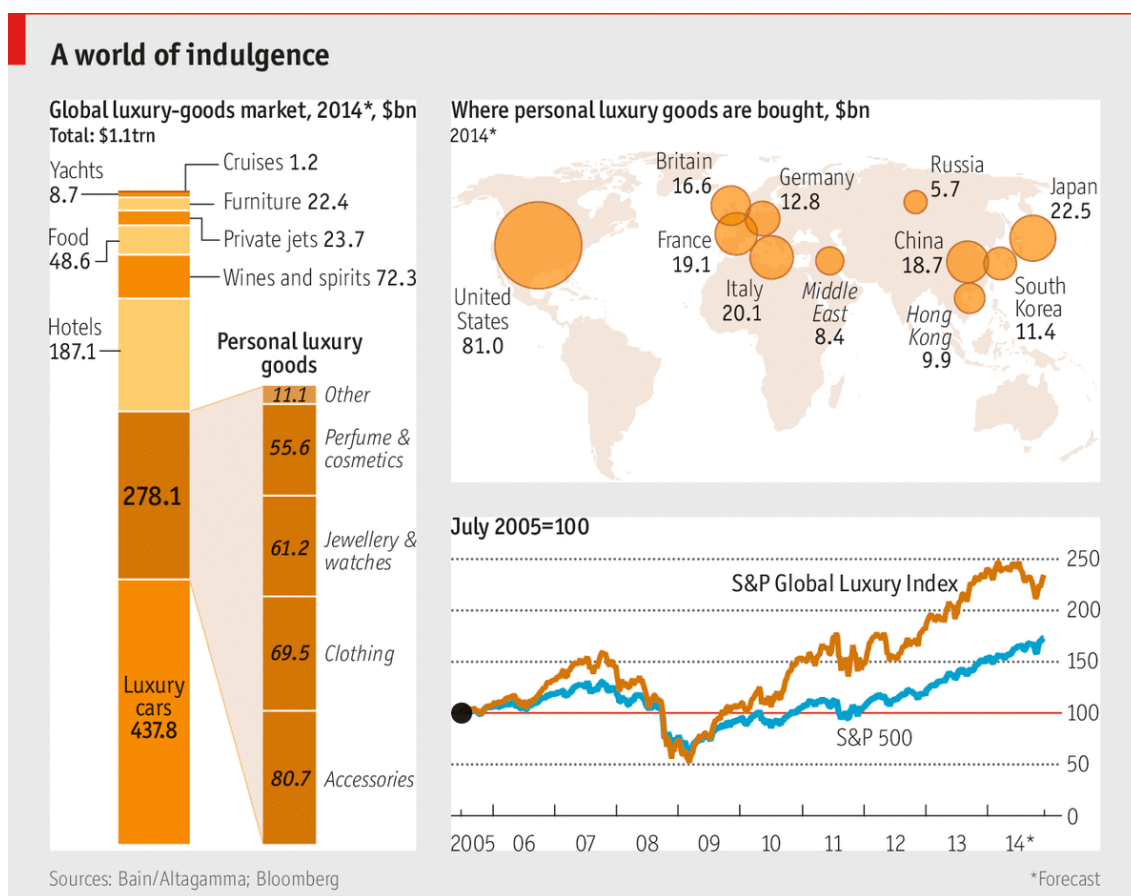 A world of indulgence
Global luxury-goods market, 2014*, $bn
Total: $1.1trn
Yachts
8.7
Cruises 1.2
Furniture 22.4
Food
48.6
Private jets 23.7
Wines and spirits 72.3
Hotels
187.1
Personal luxury
goods
11.1 Other
55.6 Perfume &
cosmetics
278.1
61.2 Jewellery &
watches
69.5 Clothing
Luxury
cars
437.8
80.7 Accessories
Where personal luxury goods are bought, $bn
2014*
Britain
16.6
Germany
12.8
Russia
5.7
Japan
22.5
France
19.1
China
18.7
United
States
81.0
Italy
20.1
Middle
East
8.4
Hong
Kong
9.9
South
Korea
11.4
July 2005=100
S&P Global Luxury Index
S&P 500
250
200
150
100
50
0
2005 06 07 08 09 10 11 12 13 14*
Sources: Bain/Altagamma; Bloomberg
*Forecast